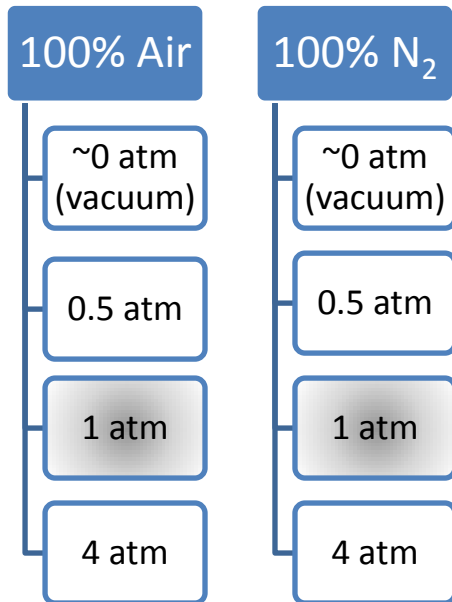 100% Air
~0 atm
(vacuum)
0.5 atm
1 atm
4 atm
100% N₂
~0 atm
(vacuum)
0.5 atm
1 atm
4 atm